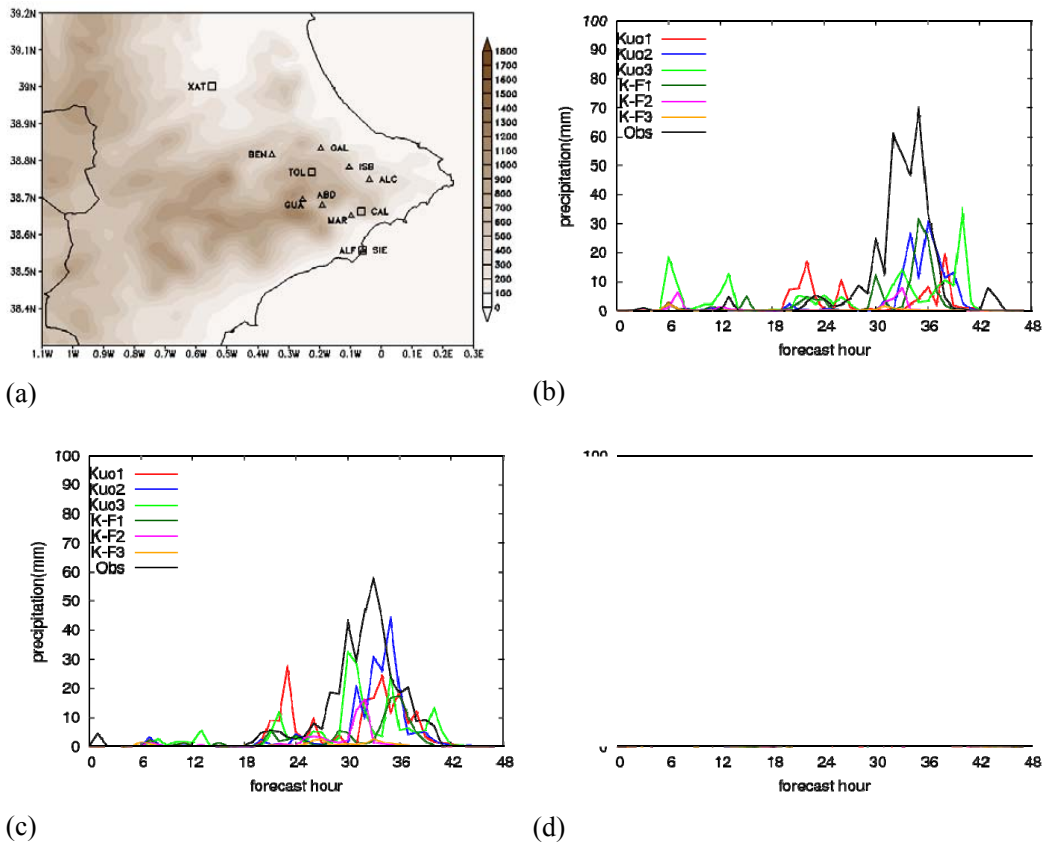 39.2N
39.1N
39N
38.9N
38.8N
38.7N
38.6N
38.5N
38.4N
1.1W 1W 0.9W 0.8W 0.7W 0.6W 0.5W 0.4W 0.3W 0.2W 0.1W 0 0.1E 0.2E 0.3E
XAT
BEN
GAL
ISB
TOL
ALC
ABD
GUA
CAL
MAR
ALF
SIE
1800
1700
1600
1500
1400
1300
1200
1100
1000
900
800
700
600
500
400
300
200
100
0
(a)
100
90
80
70
60
50
40
30
20
10
0
precipitation(mm)
Kuo1
Kuo2
Kuo3
K-F1
K-F2
K-F3
Obs
0 6 12 18 24 30 36 42 48
forecast hour
(b)
100
90
80
70
60
50
40
30
20
10
0
precipitation(mm)
Kuo1
Kuo2
Kuo3
K-F1
K-F2
K-F3
Obs
0 6 12 18 24 30 36 42 48
forecast hour
(c)
100
0
0 6 12 18 24 30 36 42 48
forecast hour
(d)